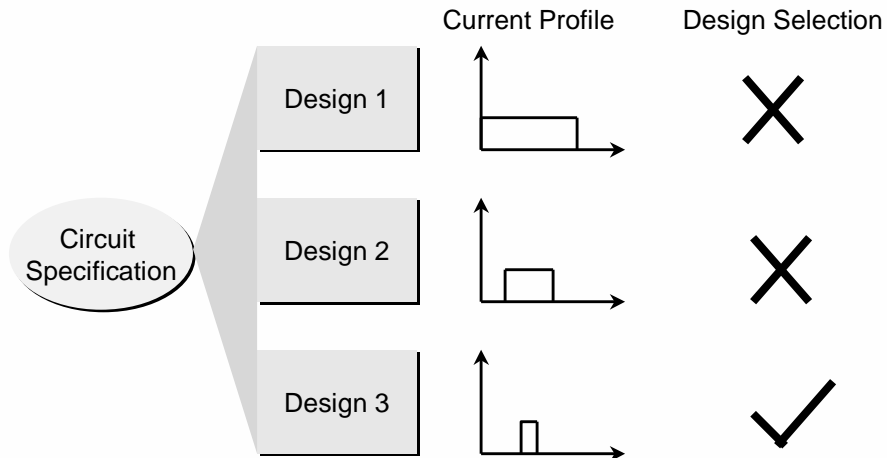 Current Profile
Design Selection
Design 1
Circuit
Specification
Design 2
Design 3